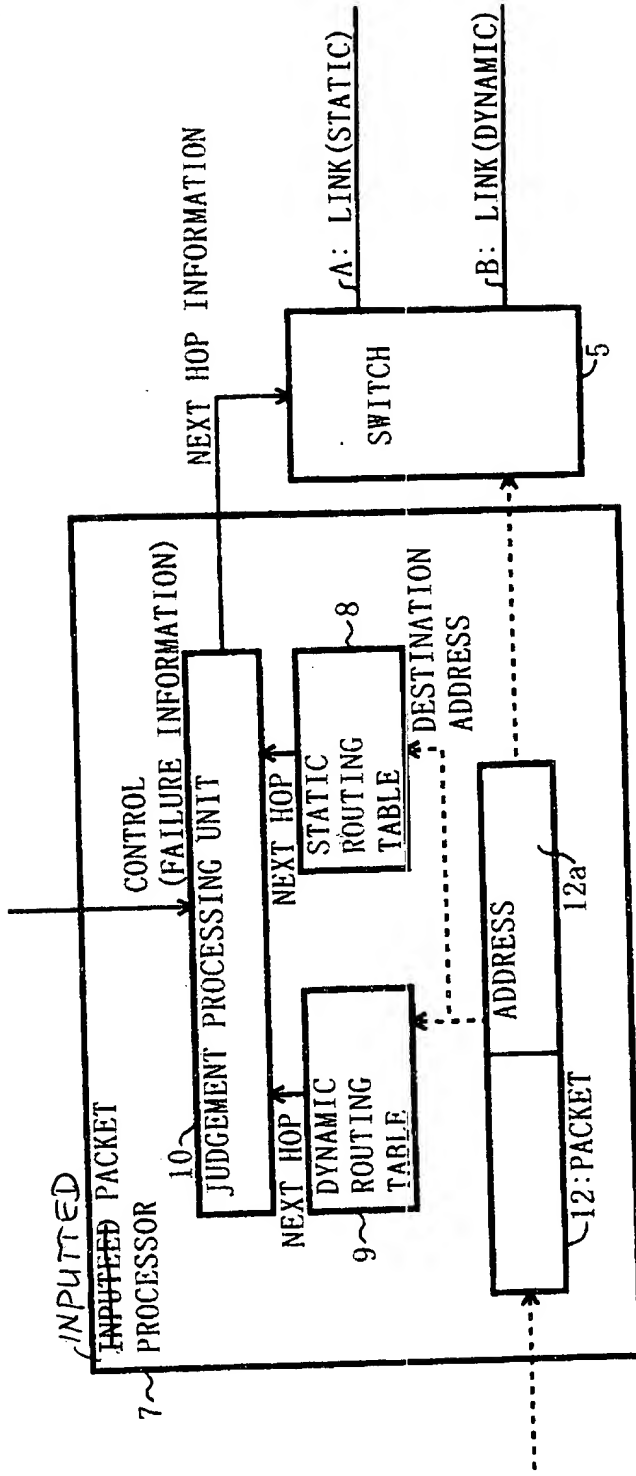 INPUTTED
INPUTEED PACKET
PROCESSOR
7
CONTROL
(FAILURE INFORMATION)
10
JUDGEMENT PROCESSING UNIT
NEXT HOP INFORMATION
NEXT HOP
NEXT HOP
DYNAMIC
ROUTING
TABLE
9
STATIC
ROUTING
TABLE
8
DESTINATION
ADDRESS
ADDRESS
12:PACKET
12a
SWITCH
5
A: LINK(STATIC)
B: LINK(DYNAMIC)